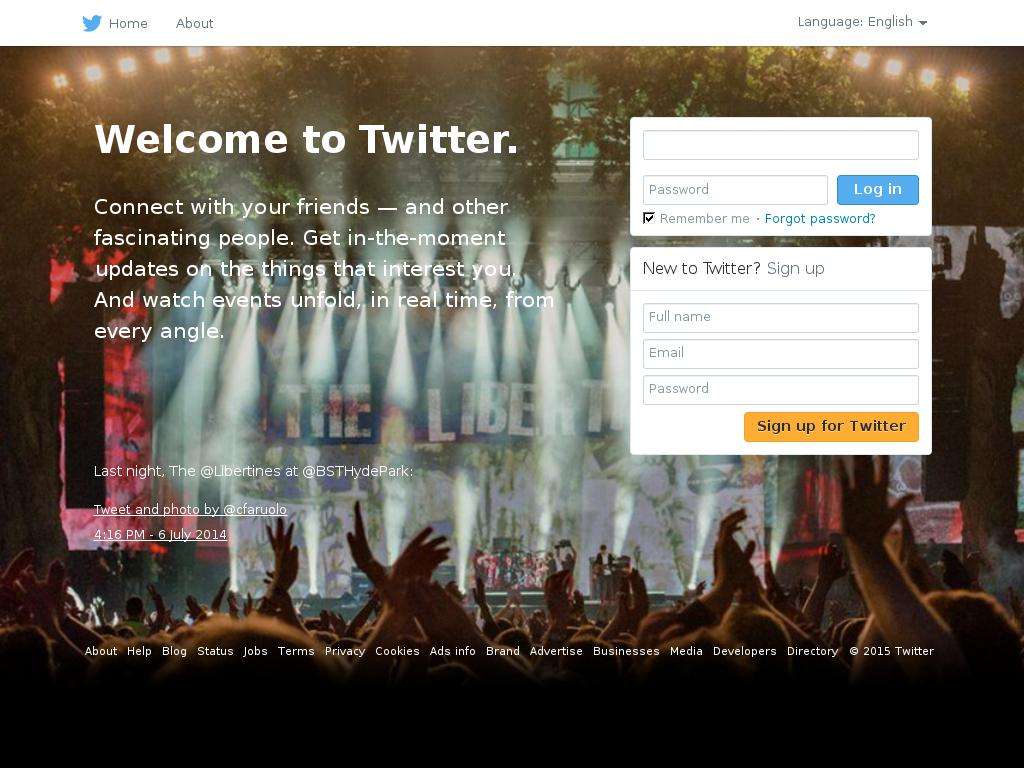 Home About
Language: English
Welcome to Twitter.
Connect with your friends — and other
fascinating people. Get in-the-moment
updates on the things that interest you.
And watch events unfold, in real time, from
every angle.
Password
Log in
Remember me · Forgot password?
New to Twitter? Sign up
Full name
Email
Password
Sign up for Twitter
THE LIBERT
Last night, The @Libertines at @BSTHydePark:
Tweet and photo by @cfaruolo
4:16 PM - 6 July 2014
About Help Blog Status Jobs Terms Privacy Cookies Ads info Brand Advertise Businesses Media Developers Directory © 2015 Twitter